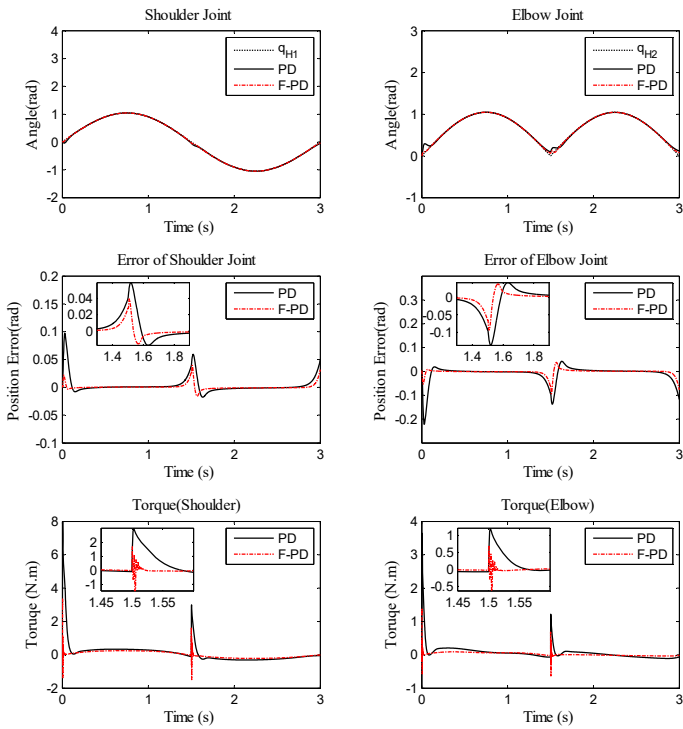 Shoulder Joint
4
3
2
1
0
-1
-2
0
1
2
3
Angle(rad)
Time (s)
qH1
PD
F-PD
Elbow Joint
3
2
1
0
-1
0
1
2
3
Angle(rad)
Time (s)
qH2
PD
F-PD
Error of Shoulder Joint
0.2
0.15
0.1
0.05
0
-0.05
-0.1
0
1
2
3
Position Error(rad)
Time (s)
0.04
0.02
0
1.4
1.6
1.8
PD
F-PD
Error of Elbow Joint
0.3
0.2
0.1
0
-0.1
-0.2
0
1
2
3
Position Error(rad)
Time (s)
0
-0.05
-0.1
1.4
1.6
1.8
PD
F-PD
Torque(Shoulder)
8
6
4
2
0
-2
0
1
2
3
Toruqe (N.m)
Time (s)
2
1
0
-1
1.45
1.5
1.55
PD
F-PD
Torque(Elbow)
4
3
2
1
0
-1
0
1
2
3
Toruqe (N.m)
Time (s)
1
0.5
0
-0.5
1.45
1.5
1.55
PD
F-PD